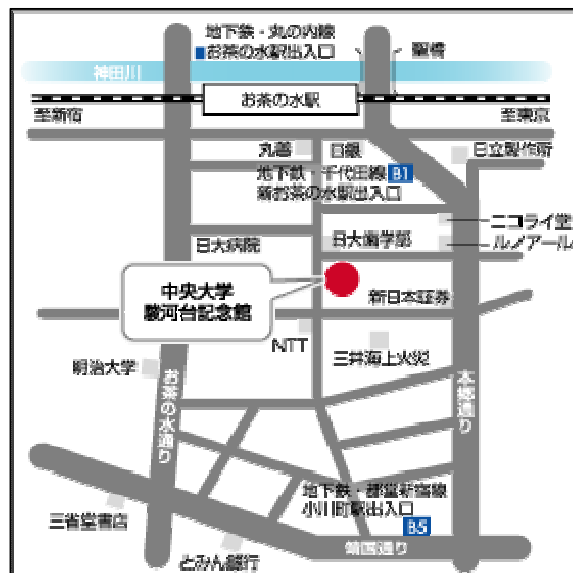 地下鉄・丸の内線
お茶の水駅出入口
聖橋
神田川
お茶の水駅
至新宿
至東京
丸善
日銀
日立製作所
地下鉄・千代田線 B1
新お茶の水駅出入口
ニコライ堂
日大病院
日大歯学部
ルノアール
中央大学
駿河台記念館
新日本証券
NTT
三井海上火災
明治大学
お茶の水通り
本郷通り
地下鉄・都営新宿線
小川町駅出入口
B5
三省堂書店
とみん銀行
靖国通り